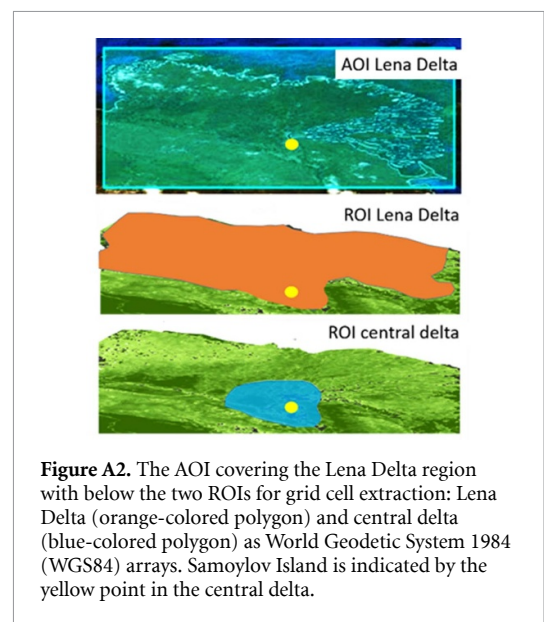 AOI Lena Delta
ROI Lena Delta
ROI central delta
Figure A2. The AOI covering the Lena Delta region
with below the two ROIs for grid cell extraction: Lena
Delta (orange-colored polygon) and central delta
(blue-colored polygon) as World Geodetic System 1984
(WGS84) arrays. Samoylov Island is indicated by the
yellow point in the central delta.